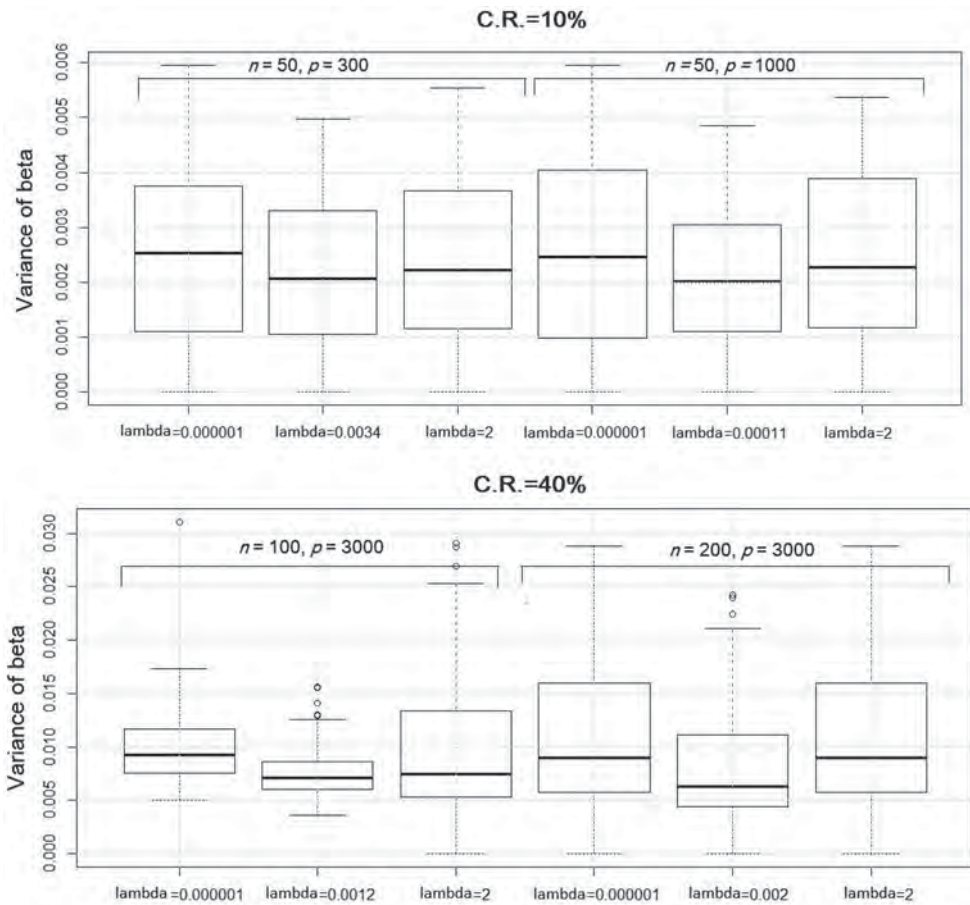 C.R.=10%
n = 50, p = 300
n = 50, p = 1000
Variance of beta
0.006
0.005
0.004
0.003
0.002
0.001
0.000
lambda=0.000001
lambda=0.0034
lambda=2
lambda=0.000001
lambda=0.00011
lambda=2
C.R.=40%
n = 100, p = 3000
n = 200, p = 3000
Variance of beta
0.030
0.025
0.020
0.015
0.010
0.005
0.000
lambda=0.000001
lambda=0.0012
lambda=2
lambda=0.000001
lambda=0.002
lambda=2